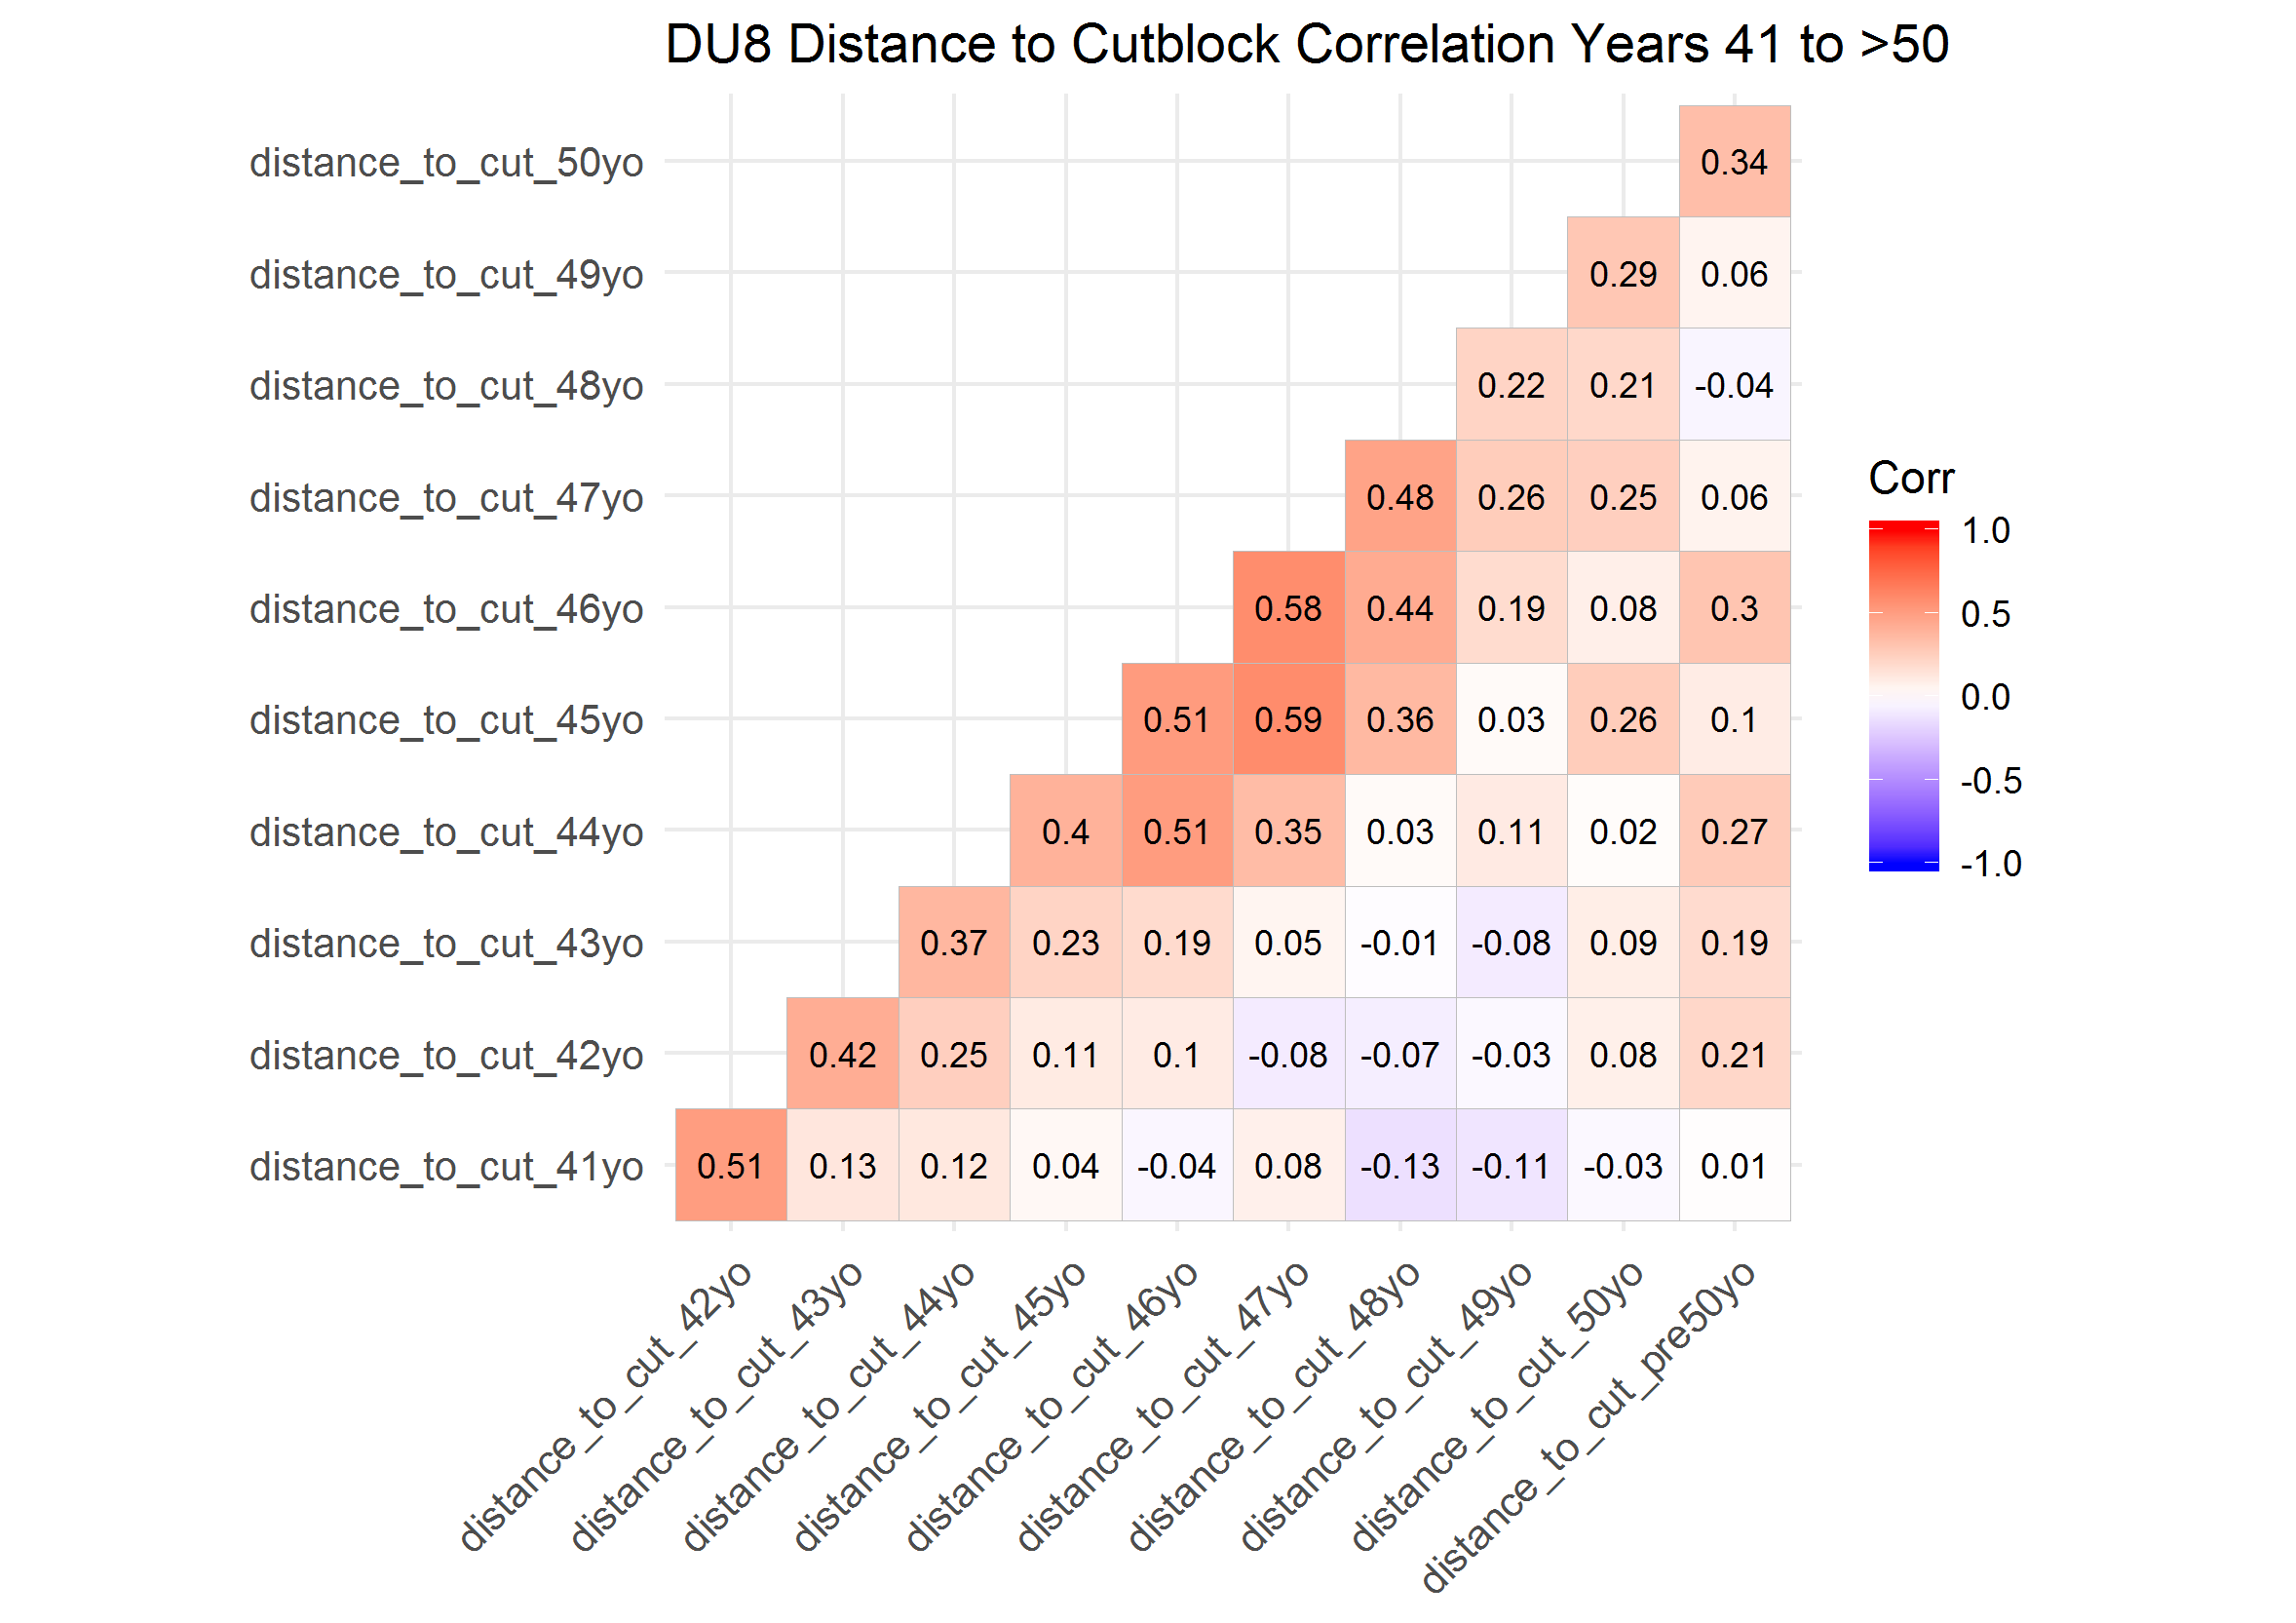 DU8 Distance to Cutblock Correlation Years 41 to >50
distance_to_cut_50yo 0.34
distance_to_cut_49yo 0.29 0.06
distance_to_cut_48yo 0.22 0.21 -0.04
distance_to_cut_47yo 0.48 0.26 0.25 0.06
distance_to_cut_46yo 0.58 0.44 0.19 0.08 0.3
distance_to_cut_45yo 0.51 0.59 0.36 0.03 0.26 0.1
distance_to_cut_44yo 0.4 0.51 0.35 0.03 0.11 0.02 0.27
distance_to_cut_43yo 0.37 0.23 0.19 0.05 -0.01 -0.08 0.09 0.19
distance_to_cut_42yo 0.42 0.25 0.11 0.1 -0.08 -0.07 -0.03 0.08 0.21
distance_to_cut_41yo 0.51 0.13 0.12 0.04 -0.04 0.08 -0.13 -0.11 -0.03 0.01
distance_to_cut_42yo
distance_to_cut_43yo
distance_to_cut_44yo
distance_to_cut_45yo
distance_to_cut_46yo
distance_to_cut_47yo
distance_to_cut_48yo
distance_to_cut_49yo
distance_to_cut_50yo
distance_to_cut_pre50yo
Corr
1.0
0.5
0.0
-0.5
-1.0